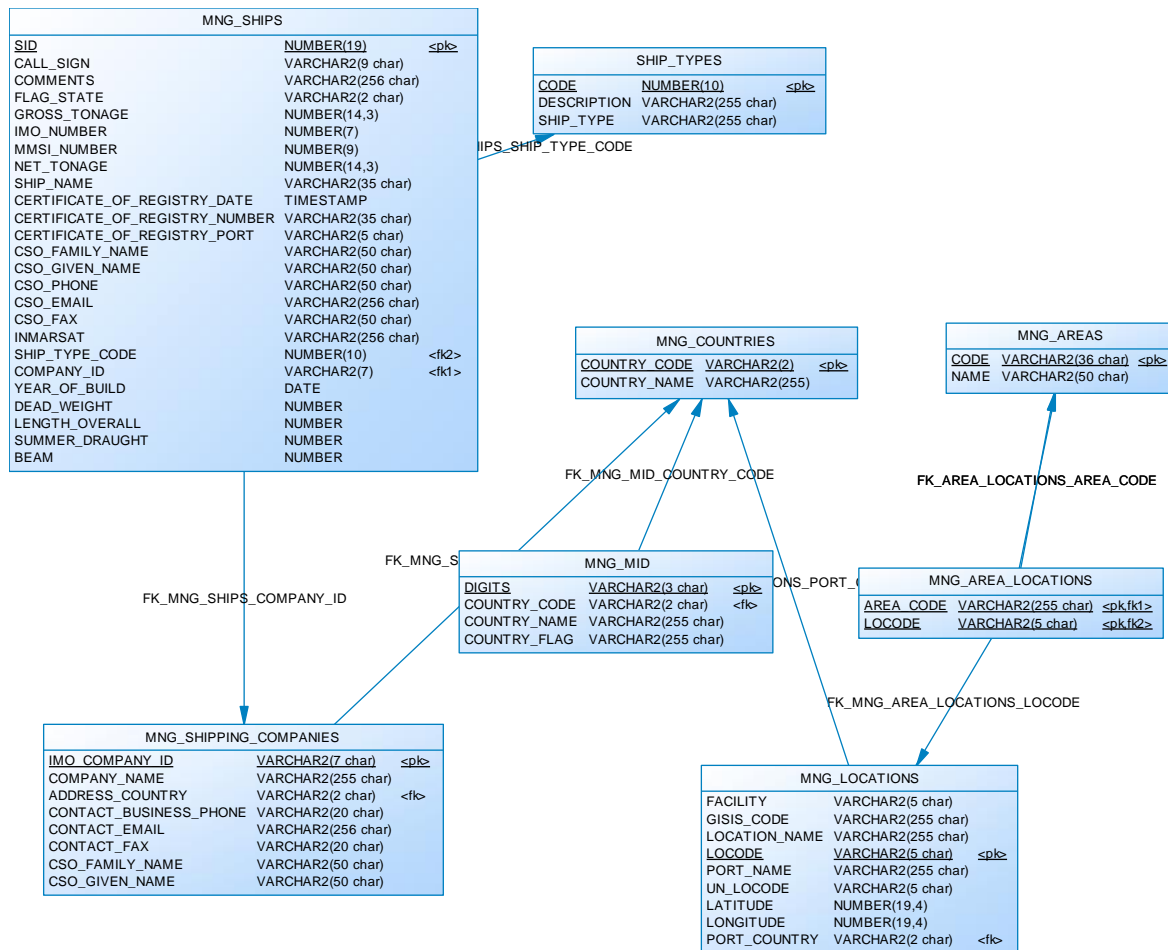 MNG_SHIPS
SID NUMBER(19) <pk>
CALL_SIGN VARCHAR2(9 char)
COMMENTS VARCHAR2(256 char)
FLAG_STATE VARCHAR2(2 char)
GROSS_TONAGE NUMBER(14,3)
IMO_NUMBER NUMBER(7)
MMSI_NUMBER NUMBER(9)
NET_TONAGE NUMBER(14,3)
SHIP_NAME VARCHAR2(35 char)
CERTIFICATE_OF_REGISTRY_DATE TIMESTAMP
CERTIFICATE_OF_REGISTRY_NUMBER VARCHAR2(35 char)
CERTIFICATE_OF_REGISTRY_PORT VARCHAR2(5 char)
CSO_FAMILY_NAME VARCHAR2(50 char)
CSO_GIVEN_NAME VARCHAR2(50 char)
CSO_PHONE VARCHAR2(50 char)
CSO_EMAIL VARCHAR2(256 char)
CSO_FAX VARCHAR2(50 char)
INMARSAT VARCHAR2(256 char)
SHIP_TYPE_CODE NUMBER(10) <fk2>
COMPANY_ID VARCHAR2(7) <fk1>
YEAR_OF_BUILD DATE
DEAD_WEIGHT NUMBER
LENGTH_OVERALL NUMBER
SUMMER_DRAUGHT NUMBER
BEAM NUMBER
SHIP_TYPES
CODE NUMBER(10) <pk>
DESCRIPTION VARCHAR2(255 char)
SHIP_TYPE VARCHAR2(255 char)
IPS_SHIP_TYPE_CODE
MNG_COUNTRIES
COUNTRY_CODE VARCHAR2(2) <pk>
COUNTRY_NAME VARCHAR2(255)
MNG_AREAS
CODE VARCHAR2(36 char) <pk>
NAME VARCHAR2(50 char)
FK_MNG_MID_COUNTRY_CODE
FK_AREA_LOCATIONS_AREA_CODE
FK_MNG_S
MNG_MID
DIGITS VARCHAR2(3 char) <pk>
COUNTRY_CODE VARCHAR2(2 char) <fk>
COUNTRY_NAME VARCHAR2(255)
COUNTRY_FLAG VARCHAR2(255 char)
ONS_PORT_
MNG_AREA_LOCATIONS
AREA_CODE VARCHAR2(255 char) <pk,fk1>
LOCODE VARCHAR2(5 char) <pk,fk2>
FK_MNG_SHIPS_COMPANY_ID
FK_MNG_AREA_LOCATIONS_LOCODE
MNG_SHIPPING_COMPANIES
IMO_COMPANY_ID VARCHAR2(7 char) <pk>
COMPANY_NAME VARCHAR2(255 char)
ADDRESS_COUNTRY VARCHAR2(2 char) <fk>
CONTACT_BUSINESS_PHONE VARCHAR2(20 char)
CONTACT_EMAIL VARCHAR2(256 char)
CONTACT_FAX VARCHAR2(20 char)
CSO_FAMILY_NAME VARCHAR2(50 char)
CSO_GIVEN_NAME VARCHAR2(50 char)
MNG_LOCATIONS
FACILITY VARCHAR2(5 char)
GISIS_CODE VARCHAR2(255 char)
LOCATION_NAME VARCHAR2(255 char)
LOCODE VARCHAR2(5 char) <pk>
PORT_NAME VARCHAR2(255 char)
UN_LOCODE VARCHAR2(5 char)
LATITUDE NUMBER(19,4)
LONGITUDE NUMBER(19,4)
PORT_COUNTRY VARCHAR2(2 char) <fk>